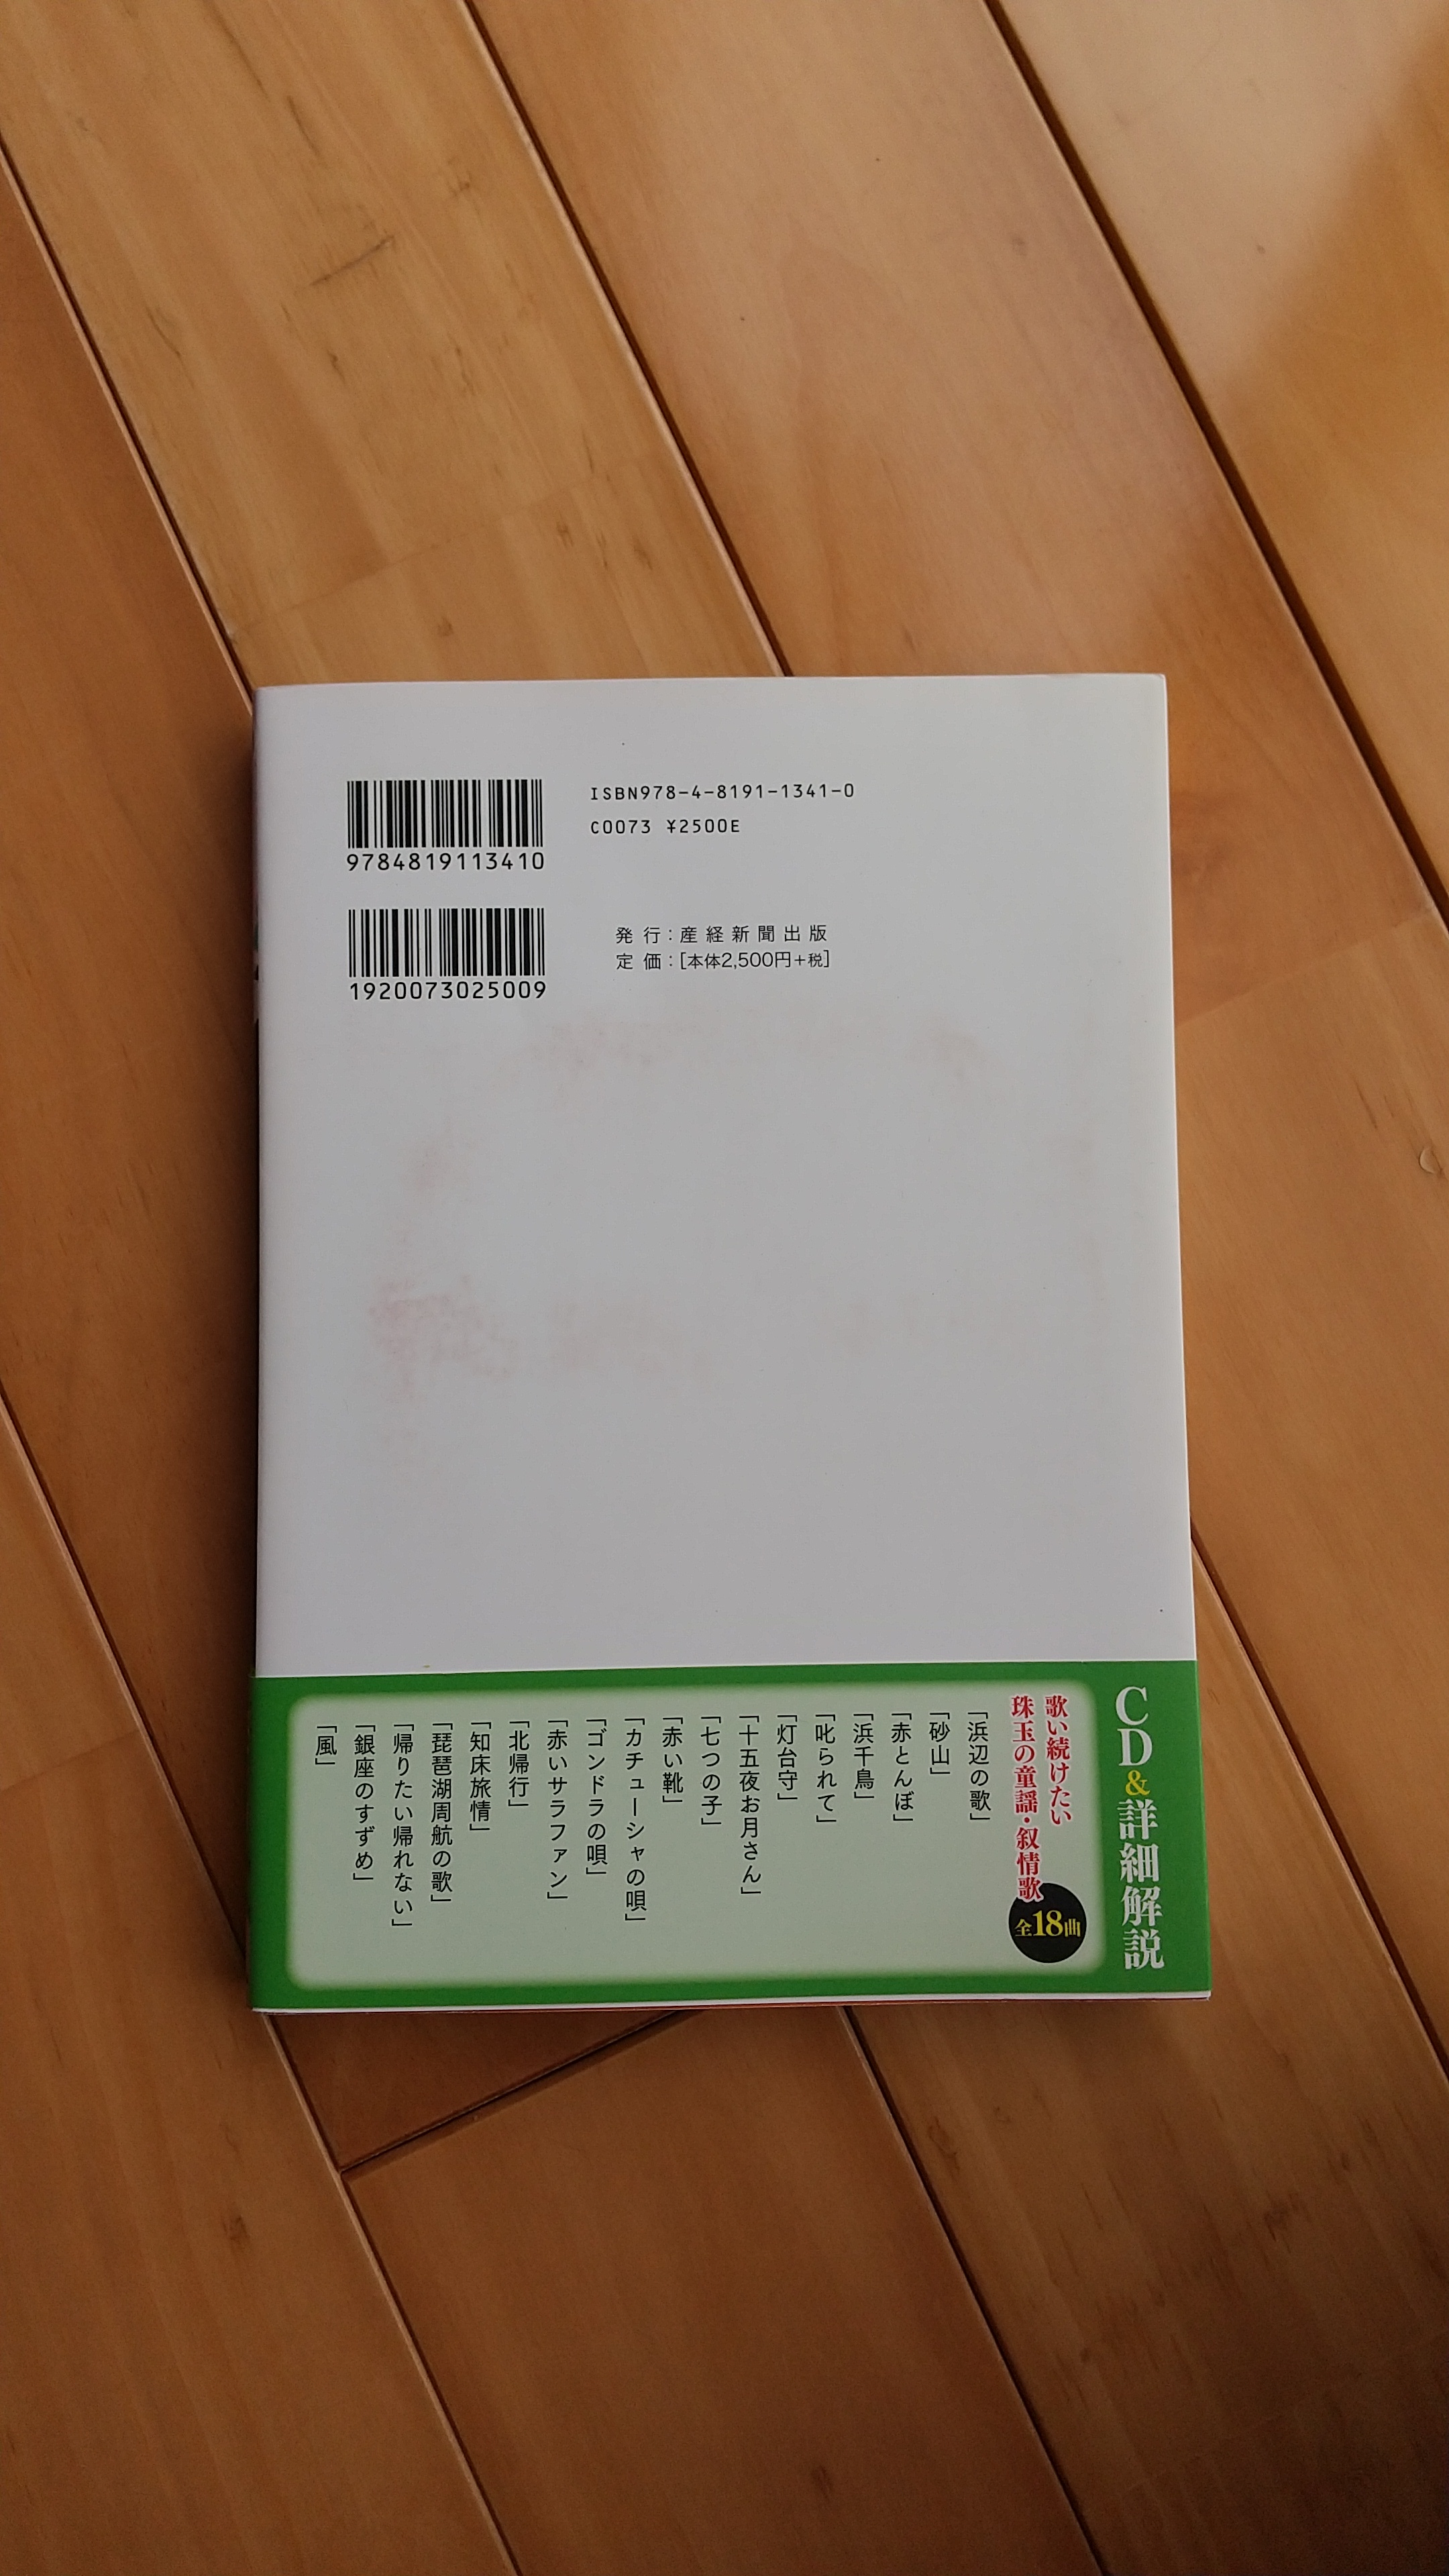 9784819113410
ISBN978-4-8191-1341-0
C0073 ¥2500E
1920073025009
発行：産経新聞出版
定価：[本体2,500円+税]
CD&詳細解説
歌い続けたい
珠玉の童謡・叙情歌
全18曲
「浜辺の歌」
「砂山」
「赤とんぼ」
「浜千鳥」
「叱られて」
「灯台守」
「十五夜お月さん」
「七つの子」
「赤い靴」
「カチューシャの唄」
「ゴンドラの唄」
「赤いサラファン」
「北帰行」
「知床旅情」
「琵琶湖周航の歌」
「帰りたい帰れない」
「銀座のすずめ」
「風」